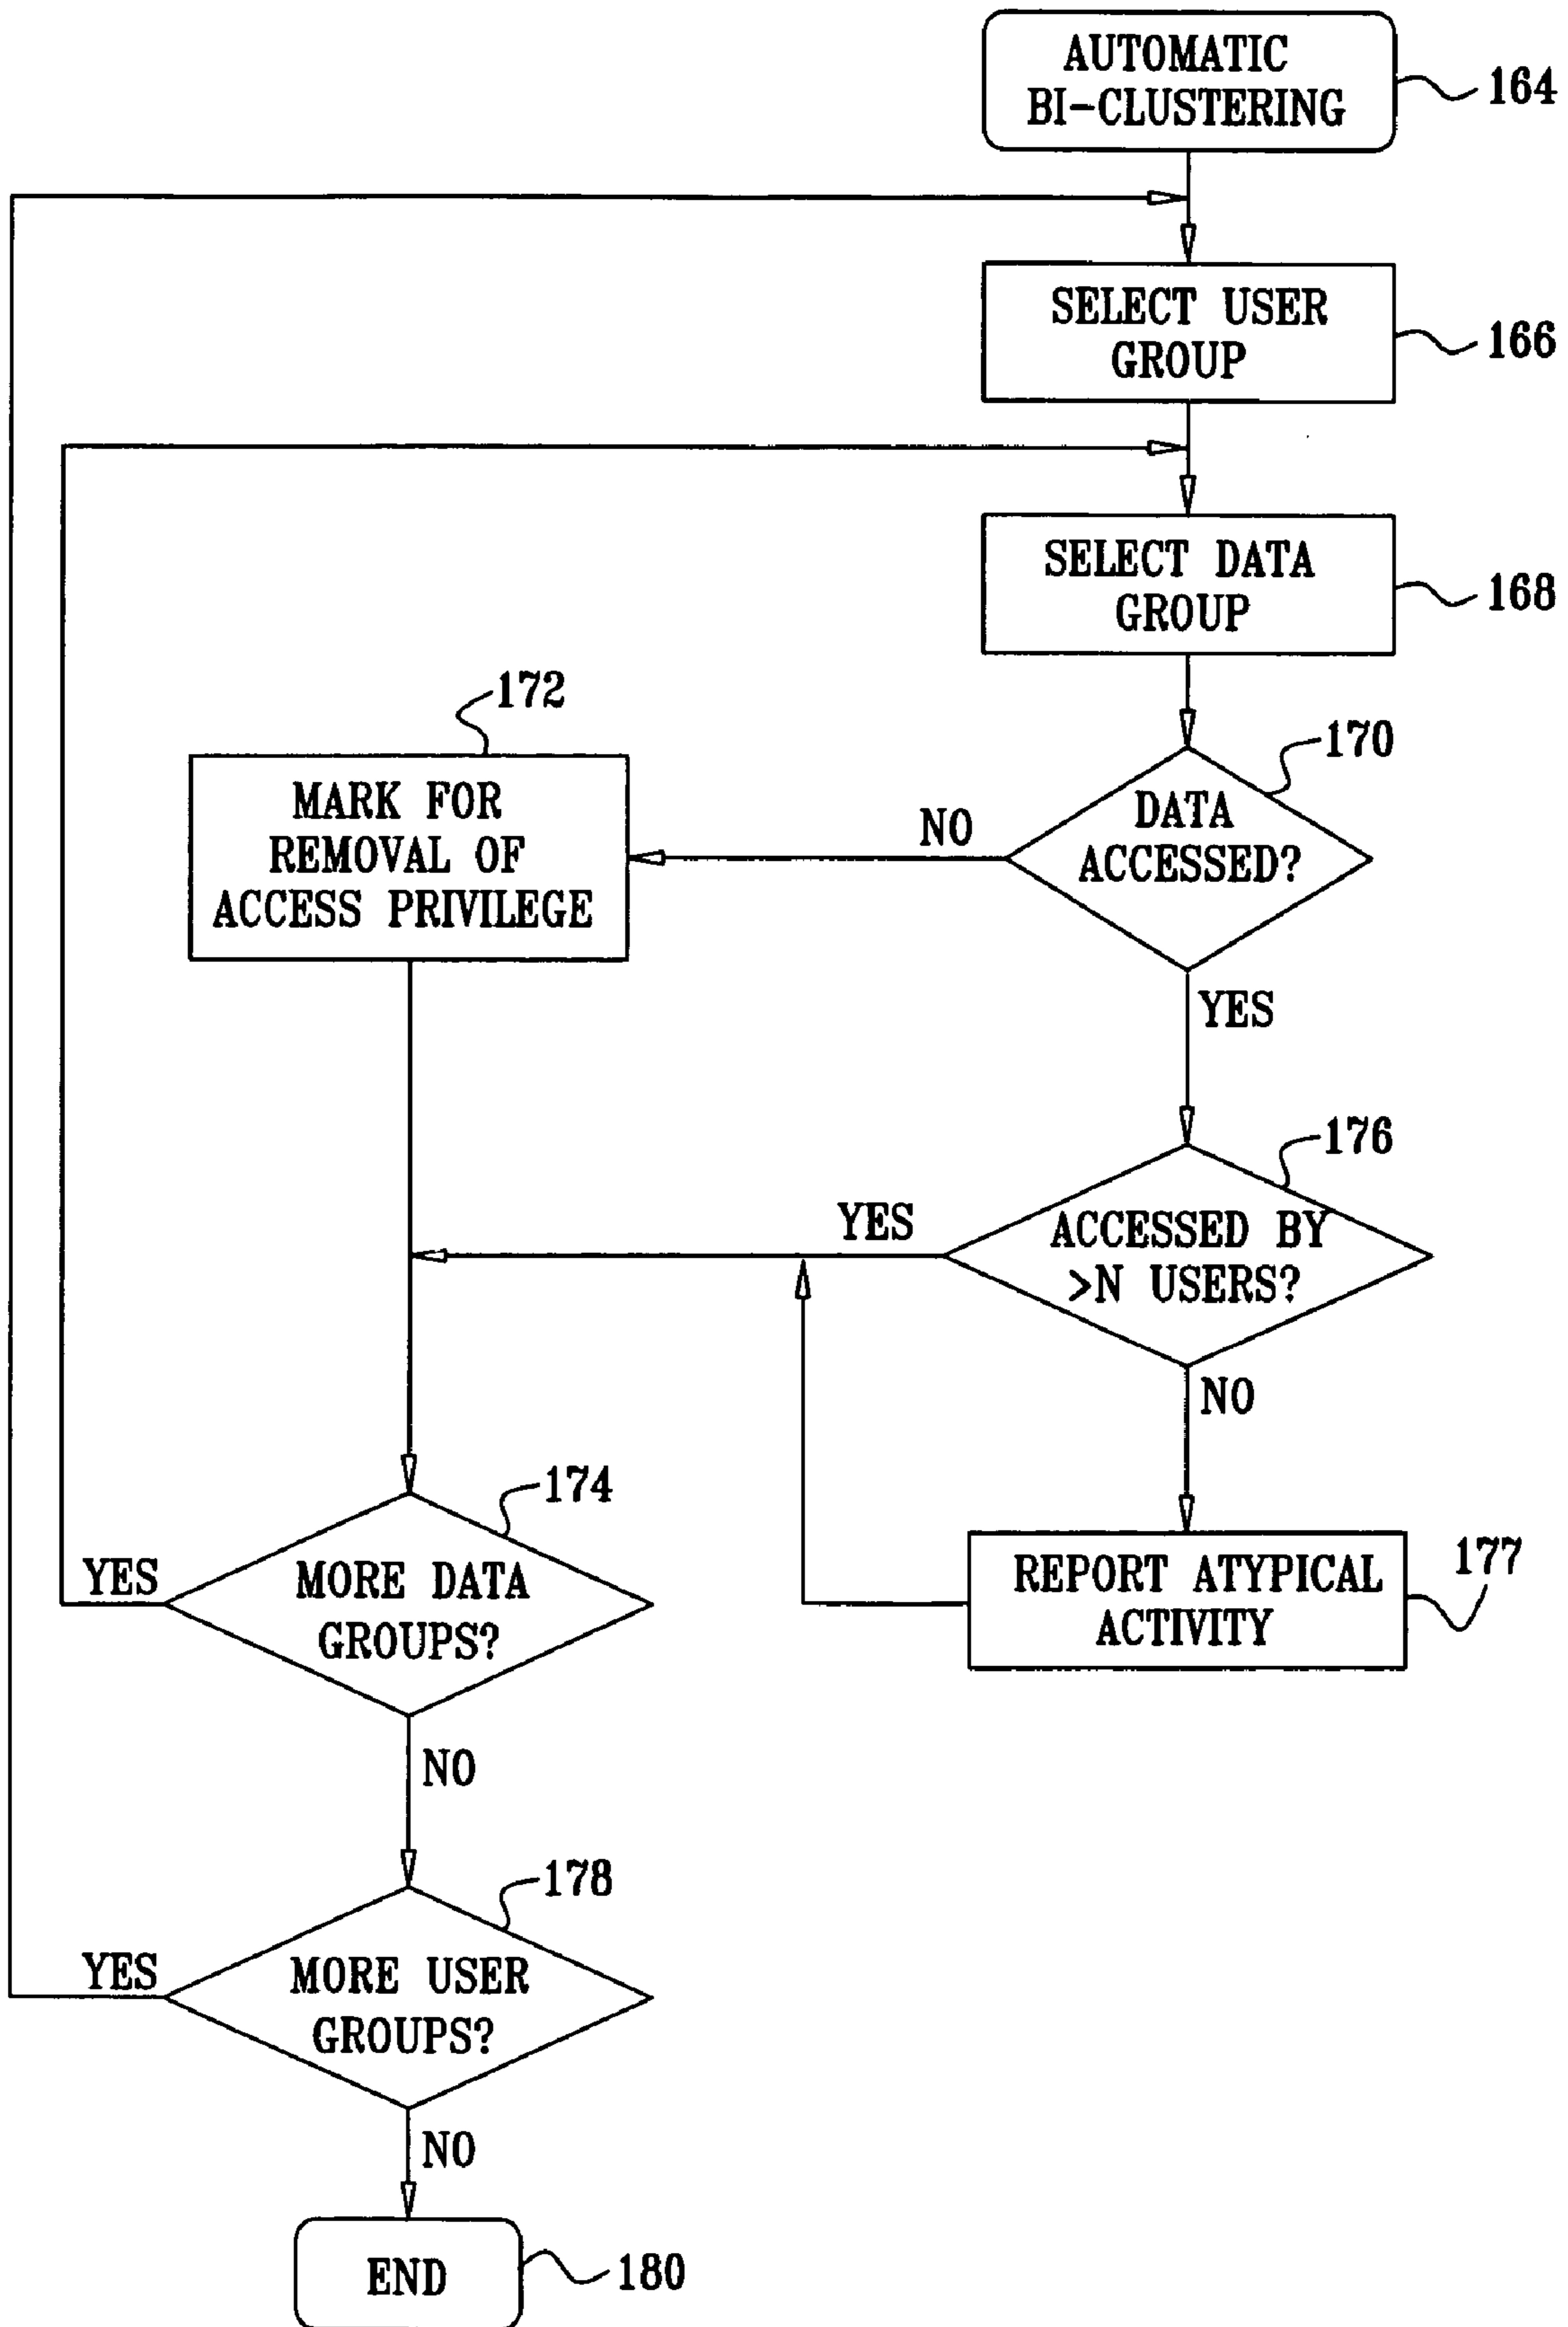 AUTOMATIC
BI-CLUSTERING
164
SELECT USER
GROUP
166
SELECT DATA
GROUP
168
172
170
MARK FOR
REMOVAL OF
ACCESS PRIVILEGE
NO
DATA
ACCESSED?
YES
176
YES
ACCESSED BY
>N USERS?
NO
174
YES
MORE DATA
GROUPS?
REPORT ATYPICAL
ACTIVITY
177
NO
178
YES
MORE USER
GROUPS?
NO
END
180